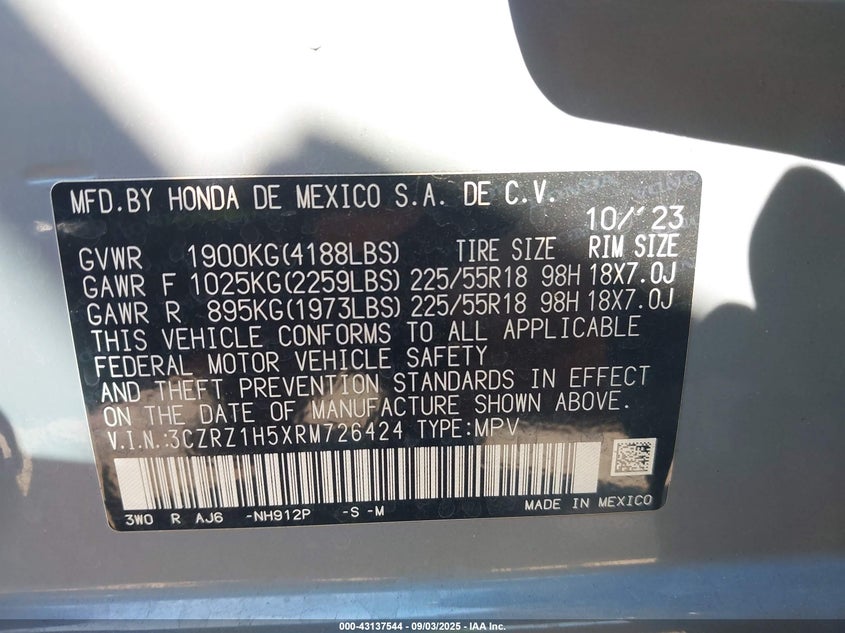 MFD.BY HONDA DE MEXICO S.A. DE C.V.
10/'23
GVWR 1900KG(4188LBS) TIRE SIZE RIM SIZE
GAWR F 1025KG(2259LBS) 225/55R18 98H 18X7.0J
GAWR R 895KG(1973LBS) 225/55R18 98H 18X7.0J
THIS VEHICLE CONFORMS TO ALL APPLICABLE
FEDERAL MOTOR VEHICLE SAFETY
AND THEFT PREVENTION STANDARDS IN EFFECT
ON THE DATE OF MANUFACTURE SHOWN ABOVE.
V.I.N.:3CZRZ1H5XRM726424 TYPE:MPV
3W0 R AJ6 -NH912P -S -M MADE IN MEXICO
000-43137544 | 09/03/2025 | IAA Inc.